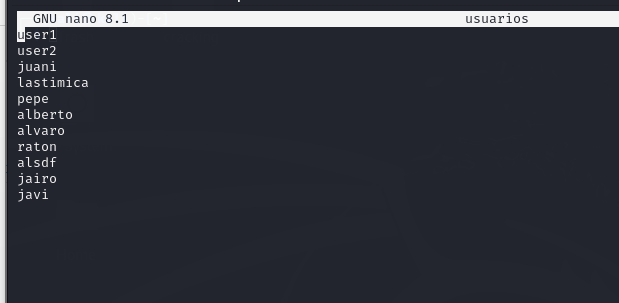 GNU nano 8.1 usuarios
user1
user2
juani
lastimica
pepe
alberto
alvaro
raton
alsdf
jairo
javi